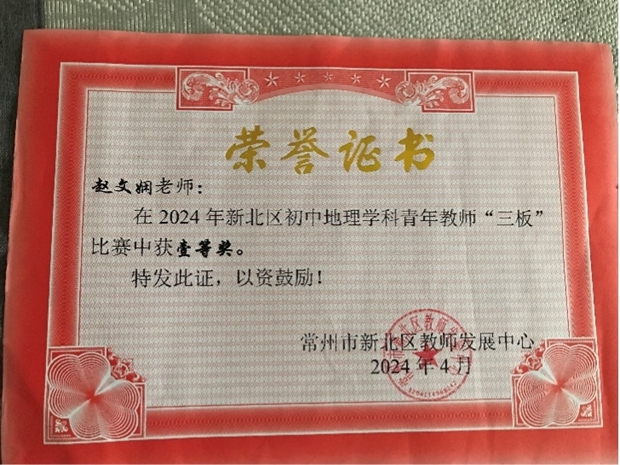 荣誉证书
赵文娴老师：
在 2024 年新北区初中地理学科青年教师“三板”
比赛中获壹等奖。
特发此证，以资鼓励！
常州市新北区教师发展中心
2024 年 4 月